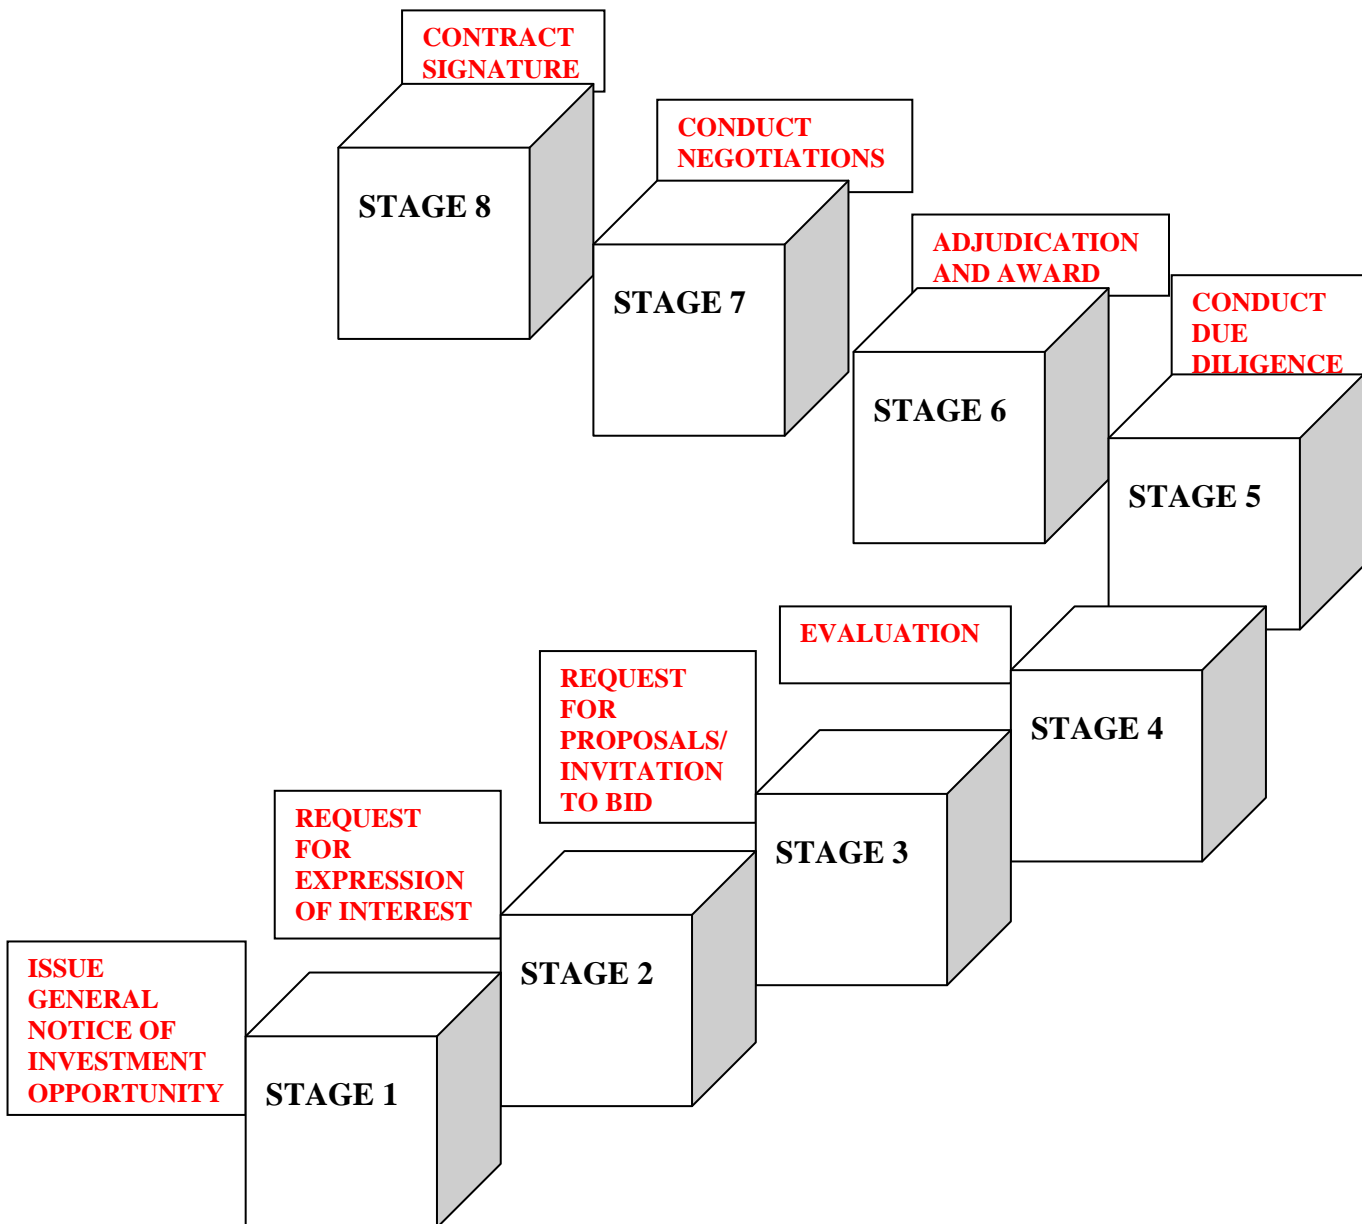 CONTRACT
SIGNATURE
STAGE 8
CONDUCT
NEGOTIATIONS
STAGE 7
ADJUDICATION
AND AWARD
STAGE 6
CONDUCT
DUE
DILIGENCE
STAGE 5
EVALUATION
STAGE 4
REQUEST
FOR
PROPOSALS/
INVITATION
TO BID
STAGE 3
REQUEST
FOR
EXPRESSION
OF INTEREST
STAGE 2
ISSUE
GENERAL
NOTICE OF
INVESTMENT
OPPORTUNITY
STAGE 1